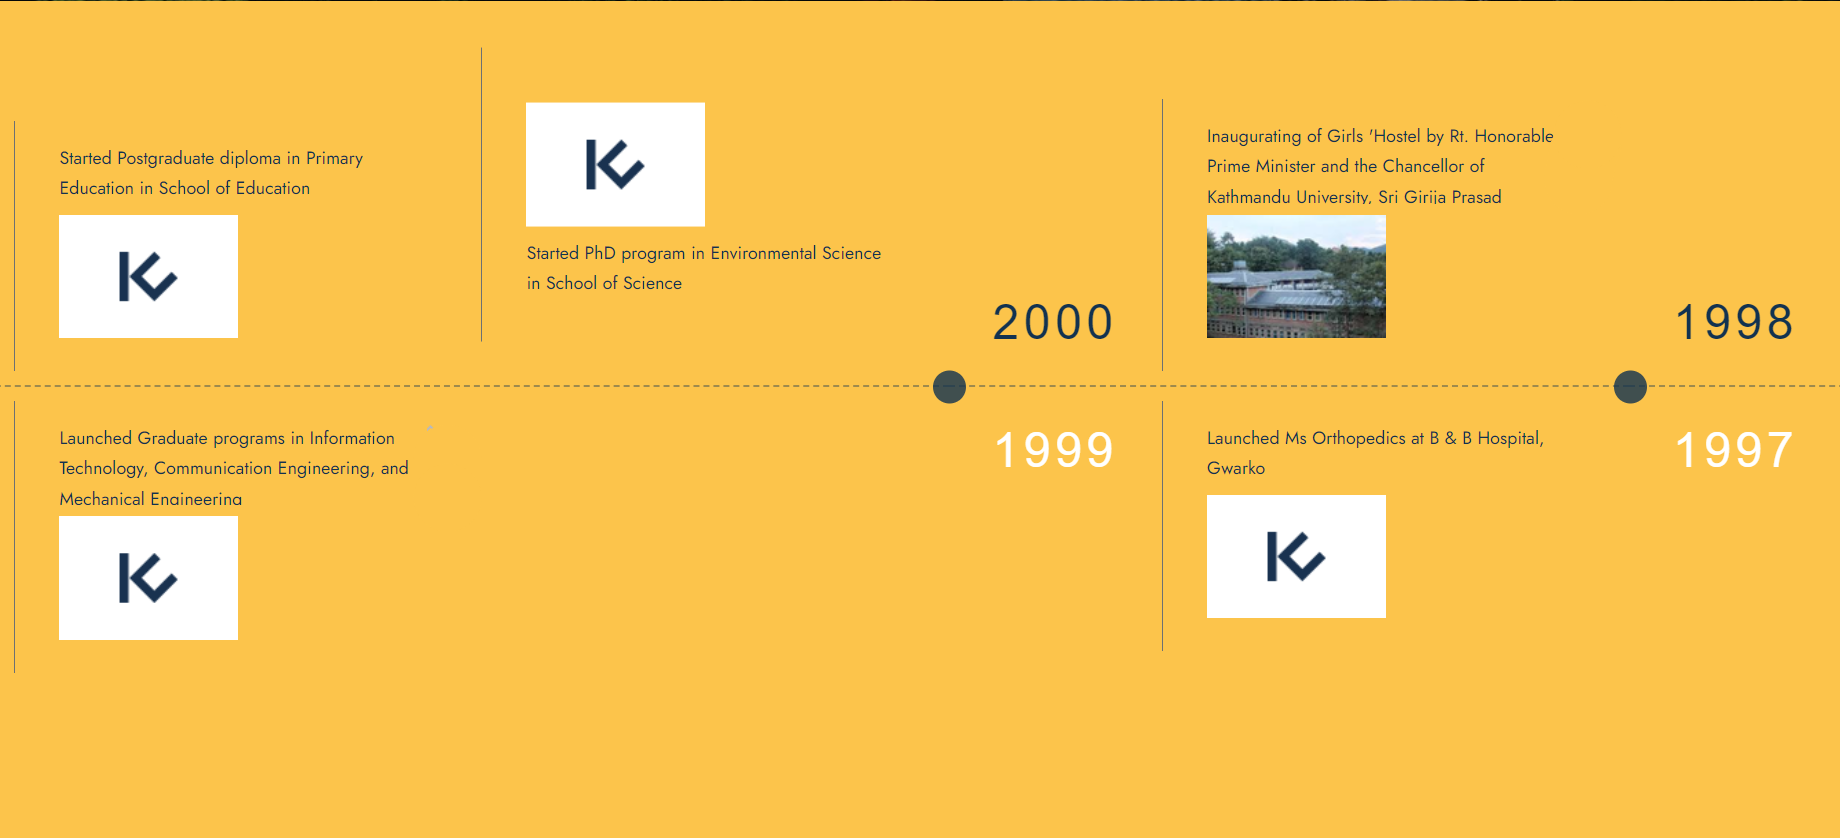 Started Postgraduate diploma in Primary
Education in School of Education
Started PhD program in Environmental Science
in School of Science
2000
Inaugurating of Girls 'Hostel by Rt. Honorable
Prime Minister and the Chancellor of
Kathmandu University, Sri Girija Prasad
1998
Launched Graduate programs in Information
Technology, Communication Engineering, and
Mechanical Engineering
1999
Launched Ms Orthopedics at B & B Hospital,
Gwarko
1997